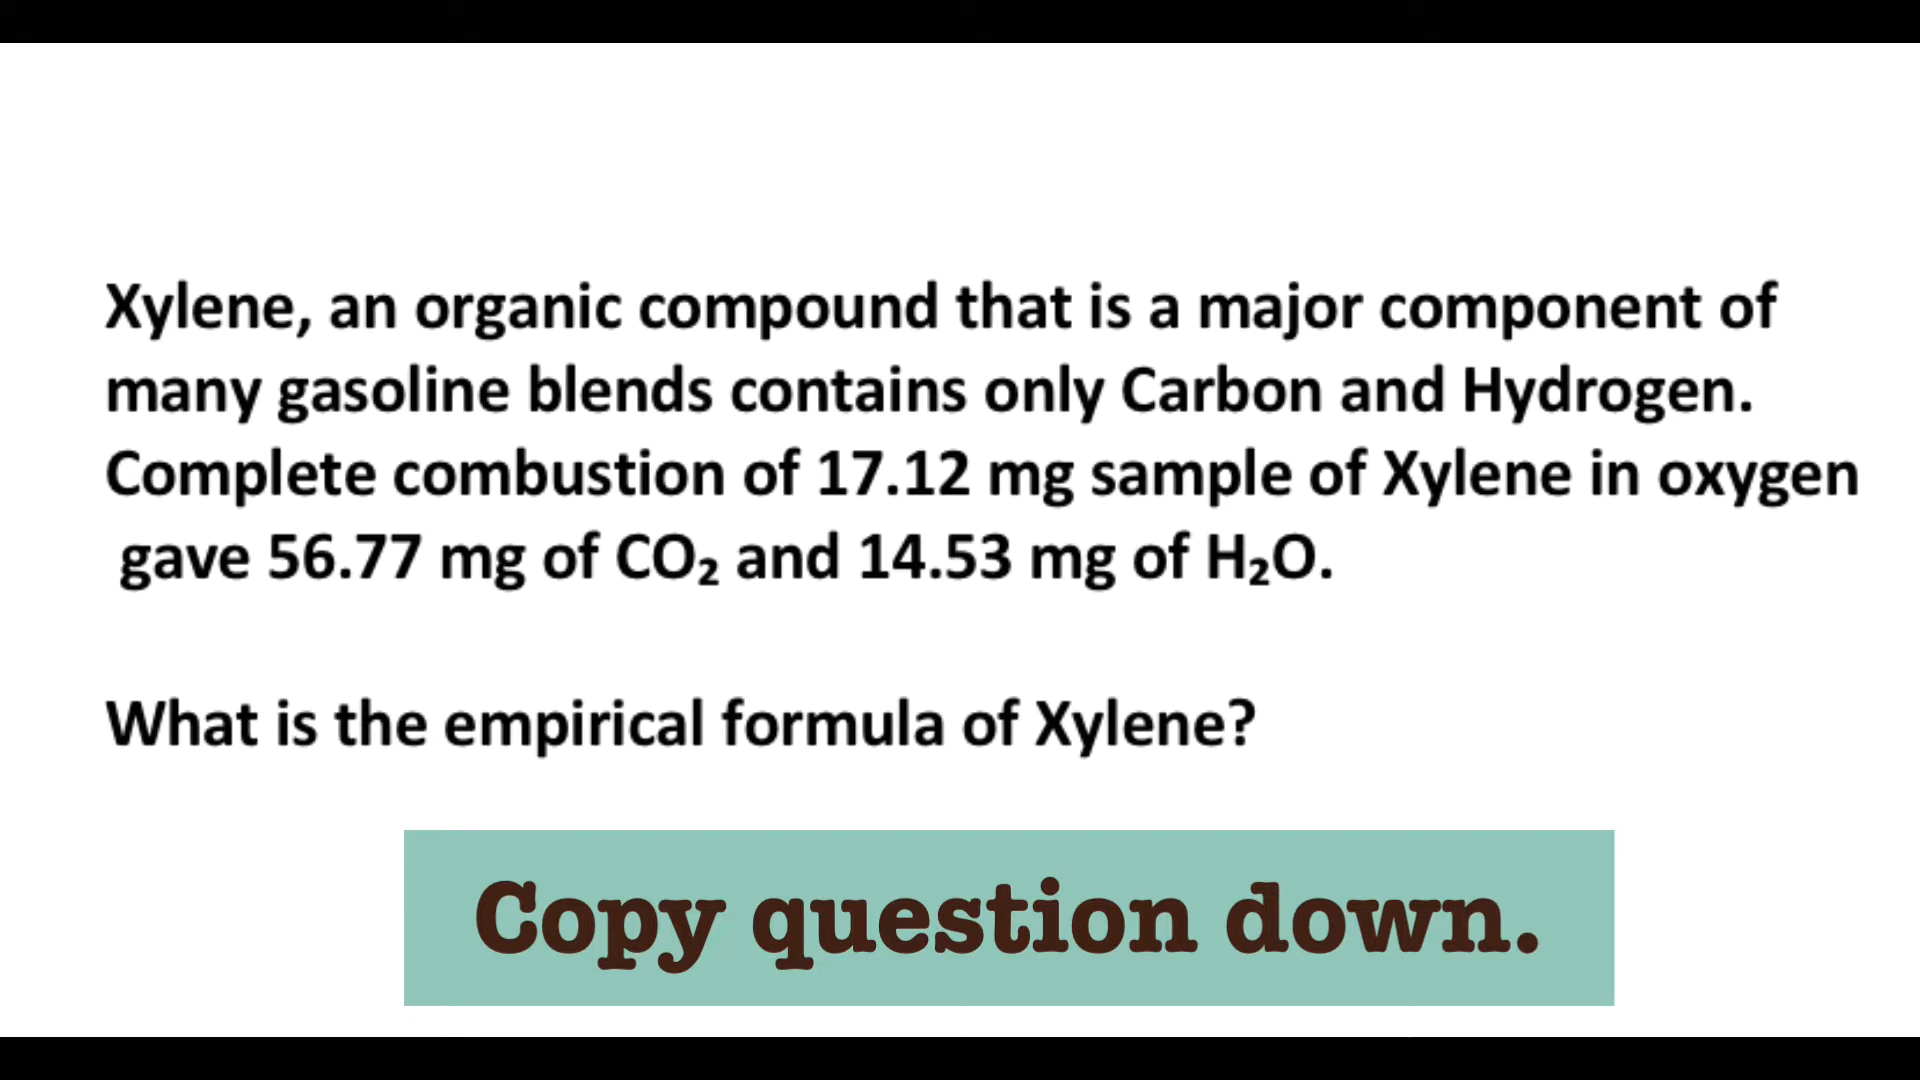 Xylene, an organic compound that is a major component of
many gasoline blends contains only Carbon and Hydrogen.
Complete combustion of 17.12 mg sample of Xylene in oxygen
gave 56.77 mg of CO₂ and 14.53 mg of H₂O.
What is the empirical formula of Xylene?
Copy question down.